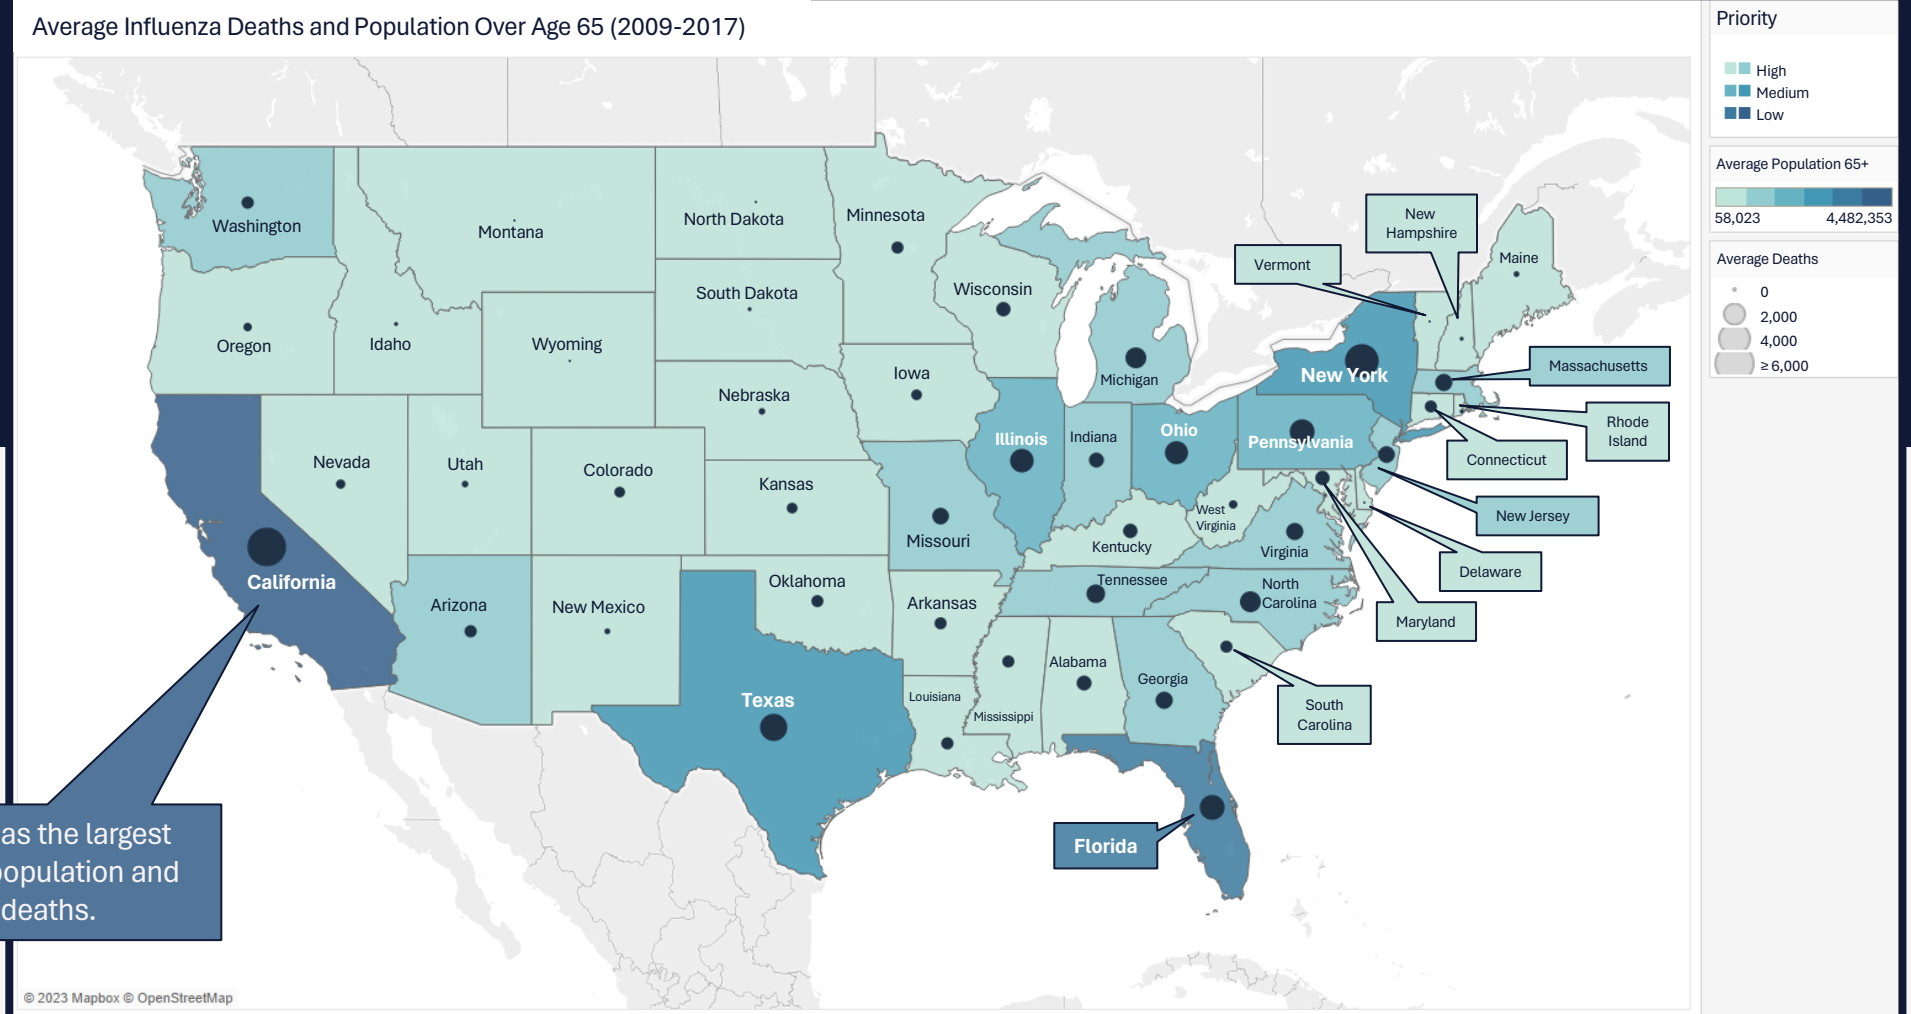 Average Influenza Deaths and Population Over Age 65 (2009-2017)
Priority
High
Medium
Low
Average Population 65+
58,023 4,482,353
Average Deaths
0
2,000
4,000
≥ 6,000
Washington
Montana
North Dakota
Minnesota
New
Hampshire
Vermont
Maine
Oregon
Idaho
Wyoming
South Dakota
Wisconsin
Michigan
New York
Massachusetts
Rhode
Island
Connecticut
Nebraska
Iowa
Illinois
Indiana
Ohio
Pennsylvania
New Jersey
Nevada
Utah
Colorado
Kansas
Missouri
Kentucky
West
Virginia
Virginia
Delaware
Maryland
California
Arizona
New Mexico
Oklahoma
Arkansas
Tennessee
North
Carolina
Texas
Louisiana
Mississippi
Alabama
Georgia
South
Carolina
Florida
as the largest
population and
deaths.
© 2023 Mapbox © OpenStreetMap